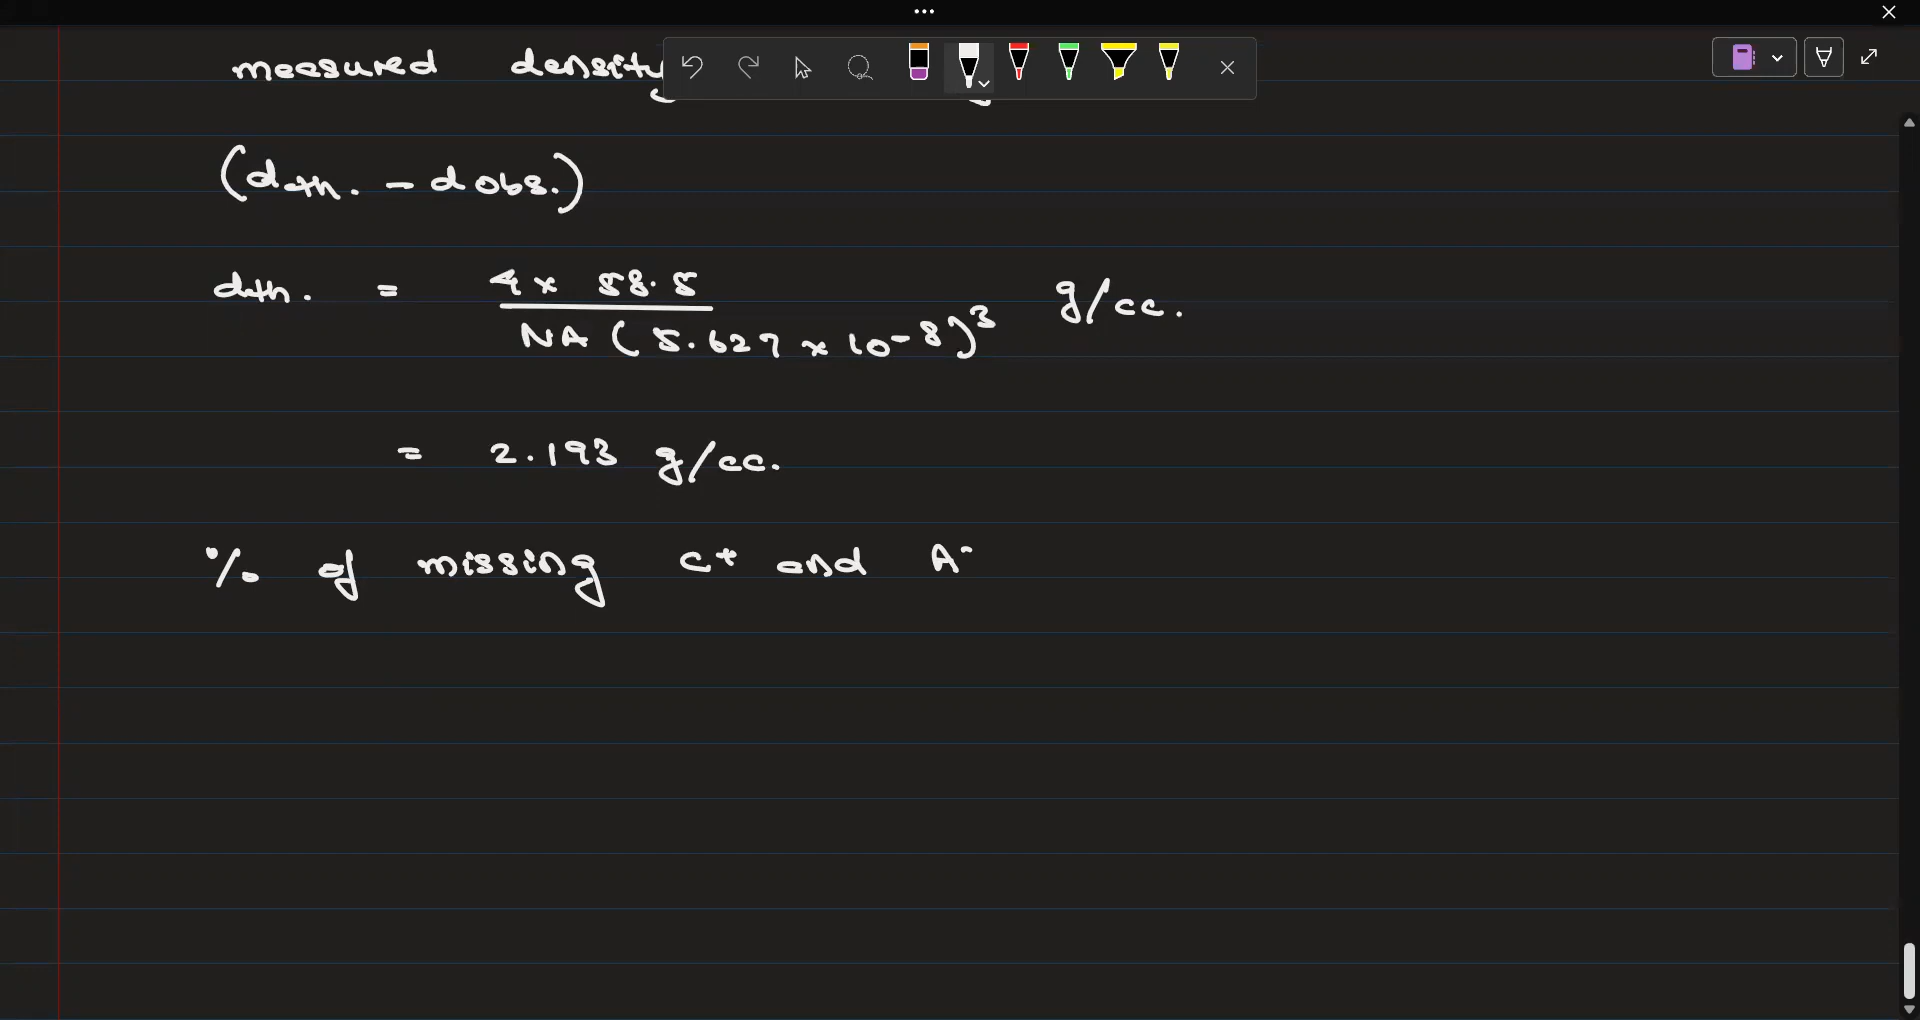 measured density
(dth. - dobs.)
dth. = 4 x 58.5 / NA (5.627 x 10-8)3 g/cc.
= 2.193 g/cc.
% of missing C+ and A-